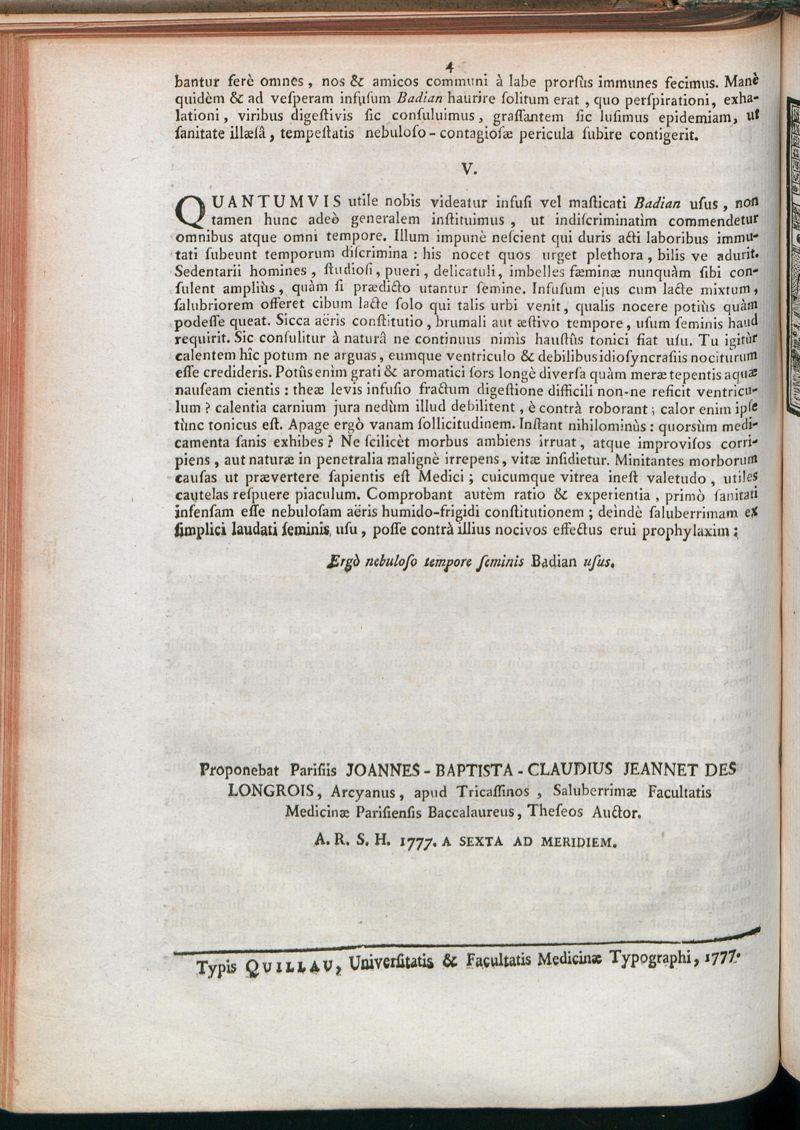 4
bantur ferè omnes, nos & amicos communi à labe prorſùs immunes fecimus. Manè
quidèm & ad veſperam infuſum Badian haurire ſolitum erat, quo perſpirationi, exha-
lationi, viribus digeſtivis ſic conſuluimus, graſſantem ſic luſimus epidemiam, ut
ſanitate illæſâ, tempeſtatis nebuloſo-contagioſæ pericula ſubire contigerit.
V.
QUANTUMVIS utile nobis videatur infuſi vel maſticati Badian uſus, non
tamen hunc adeò generalem inſtituimus, ut indiſcriminatìm commendetur
omnibus atque omni tempore. Illum impunè neſcient qui duris acti laboribus immu-
tati ſubeunt temporum diſcrimina : his nocet quos urget plethora, bilis ve adurit.
Sedentarii homines, ſtudioſi, pueri, delicatuli, imbelles fæminæ nunquàm ſibi con-
ſulent ampliùs, quàm ſi prædicto utantur ſemine. Infuſum ejus cum lacte mixtum,
ſalubriorem offeret cibum lacte ſolo qui talis urbi venit, qualis nocere potiùs quàm
podeſſe queat. Sicca aëris conſtitutio, brumali aut æſtivo tempore, uſum ſeminis haud
requirit. Sic conſulitur à naturâ ne continuus nimìs hauſtûs tonici fiat uſu. Tu igitùr
calentem hîc potum ne arguas, eumque ventriculo & debilibus idioſyncraſiis nociturum
eſſe credideris. Potûs enim grati & aromatici ſors longè diverſa quàm meræ tepentis aquæ
nauſeam cientis : theæ levis infuſio fractum digeſtione difficili non-ne reficit ventricu-
lum ? calentia carnium jura nedùm illud debilitent, è contrà roborant ; calor enim ipſe
tùnc tonicus eſt. Apage ergò vanam ſollicitudinem. Inſtant nihilominùs : quorsùm medi-
camenta ſanis exhibes ? Ne ſcilicèt morbus ambiens irruat, atque improviſos corri-
piens, aut naturæ in penetralia malignè irrepens, vitæ inſidietur. Minitantes morborum
cauſas ut prævertere ſapientis eſt Medici ; cuicumque vitrea ineſt valetudo, utiles
cautelas reſpuere piaculum. Comprobant autèm ratio & experientia, primò ſanitati
infenſam eſſe nebuloſam aëris humido-frigidi conſtitutionem ; deindè ſaluberrimam ex
ſimplici laudati ſeminis uſu, poſſe contrà illius nocivos effectus erui prophylaxim ;
Ergò nebuloſo tempore ſeminis Badian uſus.
Proponebat Pariſiis JOANNES-BAPTISTA-CLAUDIUS JEANNET DES
LONGROIS, Arcyanus, apud Tricaſſinos, Saluberrimæ Facultatis
Medicinæ Pariſienſis Baccalaureus, Theſeos Auctor.
A. R. S. H. 1777. A SEXTA AD MERIDIEM.
Typis QUILLAU, Univerſitatis & Facultatis Medicinæ Typographi, 1777.